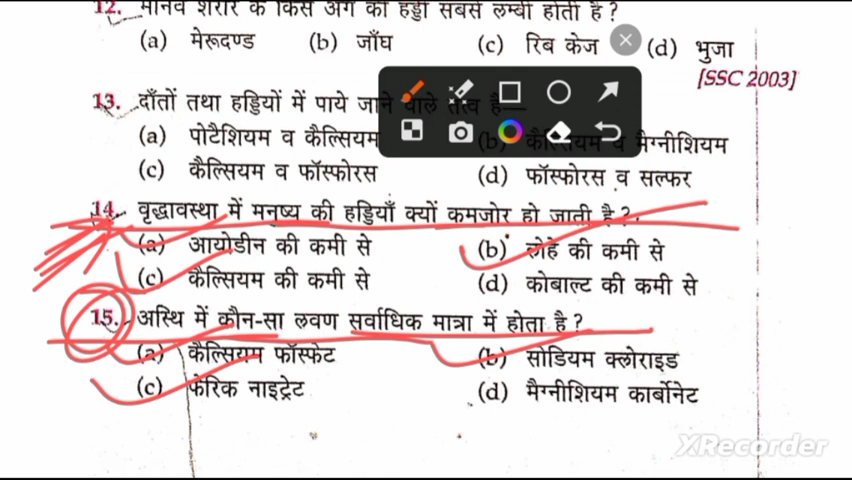 12. मानव शरीर के किस अंग की हड्डी सबसे लम्बी होती है ?
(a) मेरूदण्ड (b) जाँघ (c) रिब केज (d) भुजा
[SSC 2003]
13. दाँतों तथा हड्डियों में पाये जाने वाले तत्व हैं—
(a) पोटैशियम व कैल्सियम (b) कैल्सियम व मैग्नीशियम
(c) कैल्सियम व फॉस्फोरस (d) फॉस्फोरस व सल्फर
14. वृद्धावस्था में मनुष्य की हड्डियाँ क्यों कमजोर हो जाती है ?
(a) आयोडीन की कमी से (b) लोहे की कमी से
(c) कैल्सियम की कमी से (d) कोबाल्ट की कमी से
15. अस्थि में कौन-सा लवण सर्वाधिक मात्रा में होता है ?
(a) कैल्सियम फॉस्फेट (b) सोडियम क्लोराइड
(c) फेरिक नाइट्रेट (d) मैग्नीशियम कार्बोनेट
XRecorder